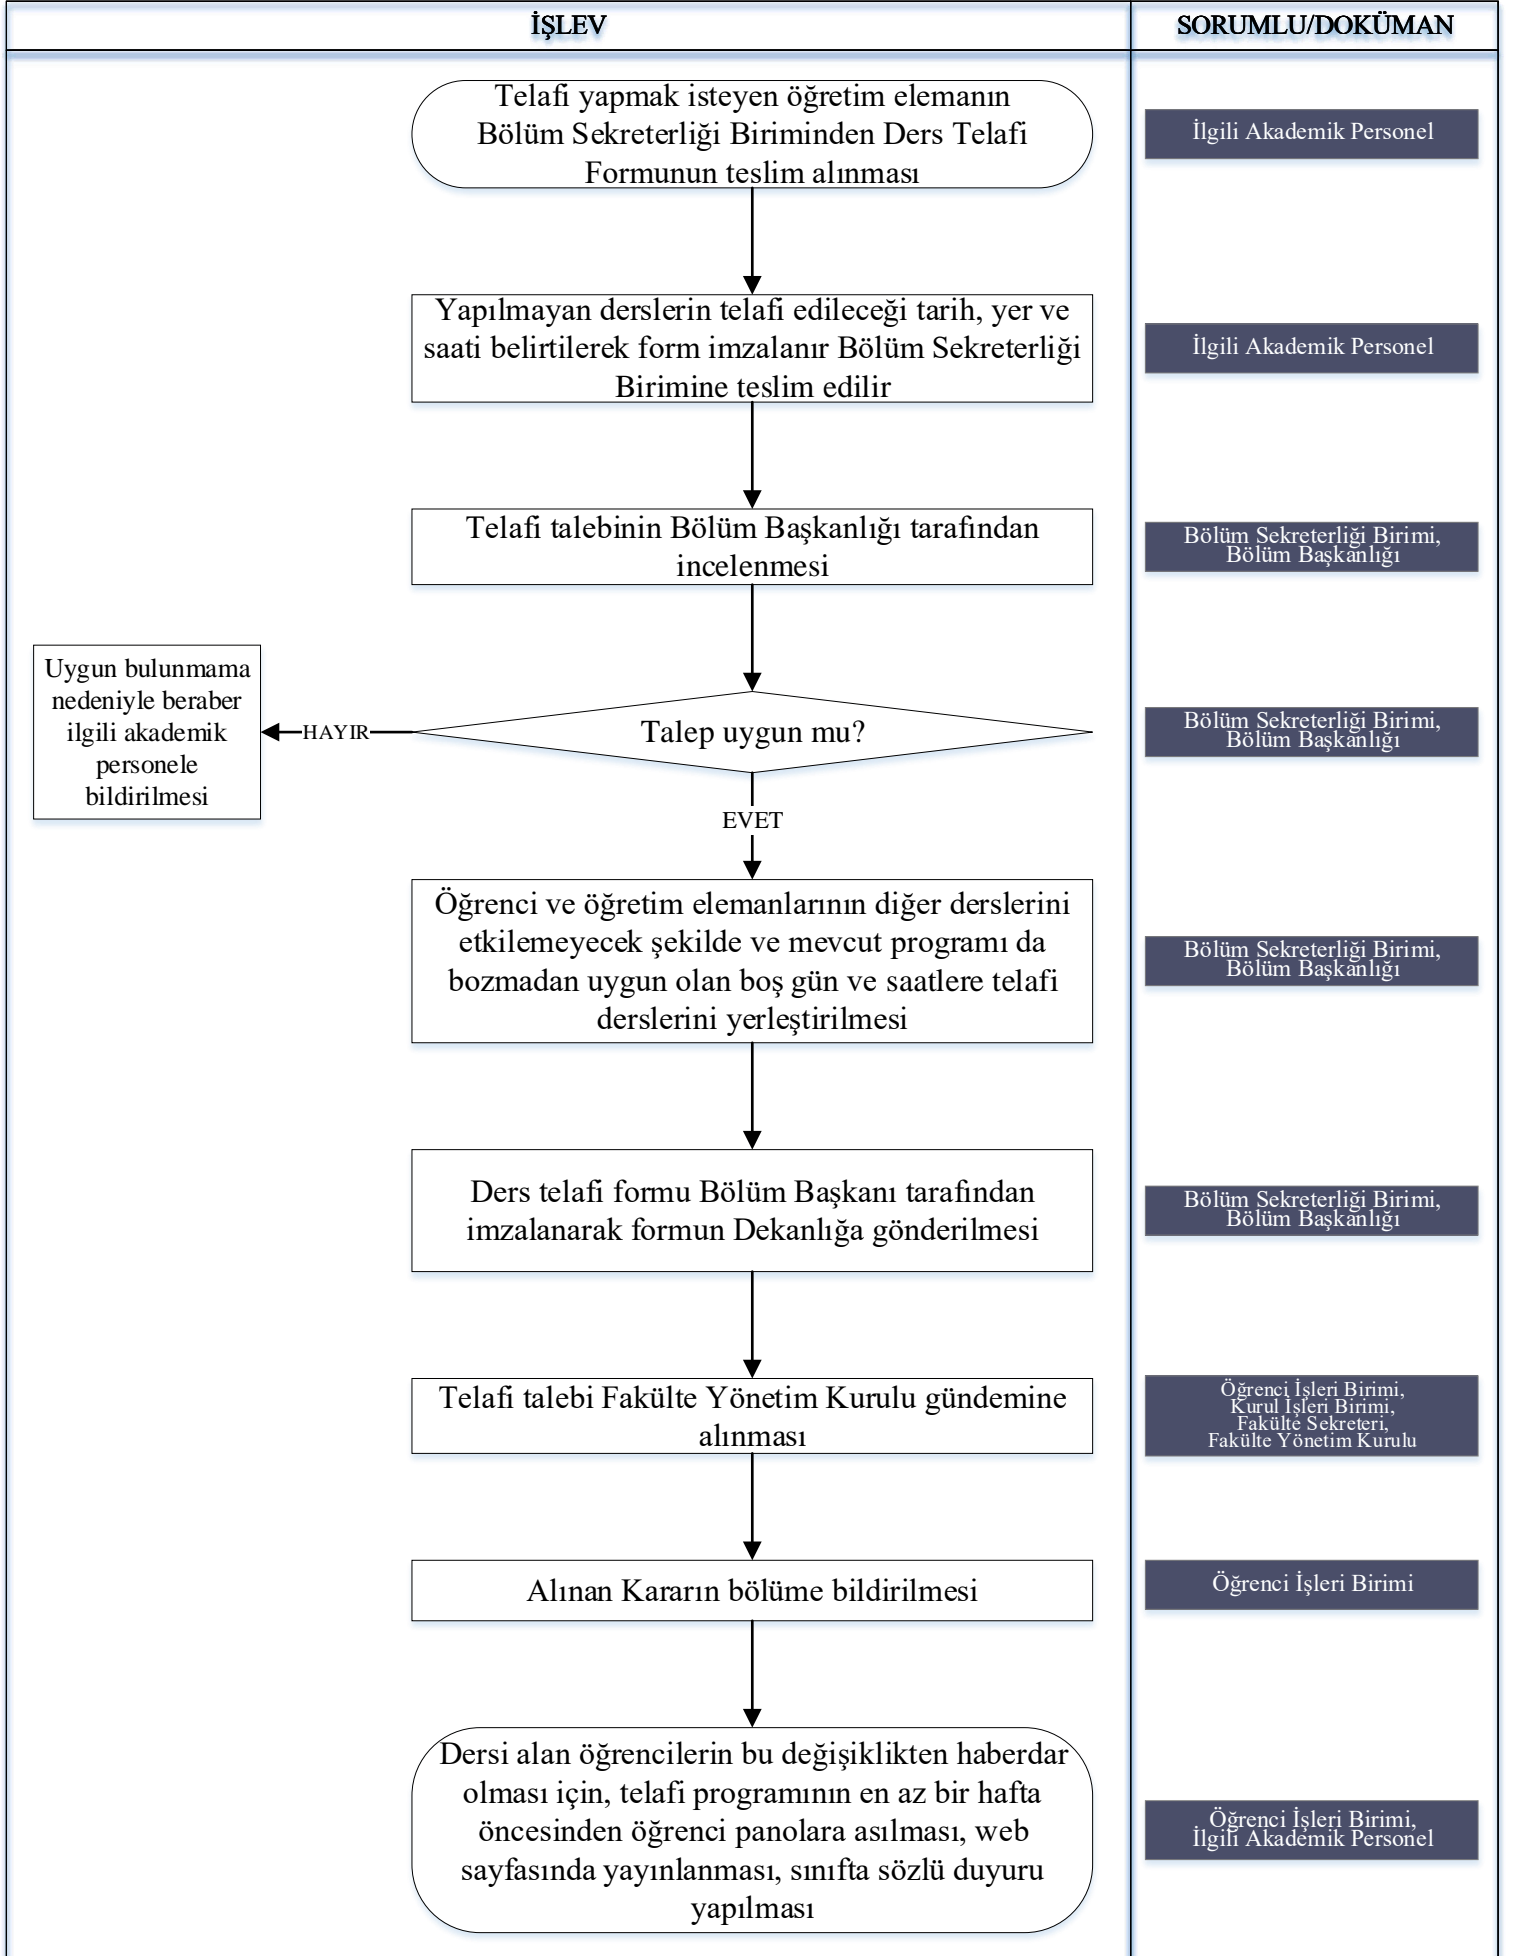 İŞLEV
SORUMLU/DOKÜMAN
Telafi yapmak isteyen öğretim elemanın
Bölüm Sekreterliği Biriminden Ders Telafi
Formunun teslim alınması
İlgili Akademik Personel
Yapılmayan derslerin telafi edileceği tarih, yer ve
saati belirtilerek form imzalanır Bölüm Sekreterliği
Birimine teslim edilir
İlgili Akademik Personel
Telafi talebinin Bölüm Başkanlığı tarafından
incelenmesi
Bölüm Sekreterliği Birimi,
Bölüm Başkanlığı
Uygun bulunmama
nedeniyle beraber
ilgili akademik
personele
bildirilmesi
HAYIR
Talep uygun mu?
Bölüm Sekreterliği Birimi,
Bölüm Başkanlığı
EVET
Öğrenci ve öğretim elemanlarının diğer derslerini
etkilemeyecek şekilde ve mevcut programı da
bozmadan uygun olan boş gün ve saatlere telafi
derslerini yerleştirilmesi
Bölüm Sekreterliği Birimi,
Bölüm Başkanlığı
Ders telafi formu Bölüm Başkanı tarafından
imzalanarak formun Dekanlığa gönderilmesi
Bölüm Sekreterliği Birimi,
Bölüm Başkanlığı
Telafi talebi Fakülte Yönetim Kurulu gündemine
alınması
Öğrenci İşleri Birimi,
Kurul İşleri Birimi,
Fakülte Sekreteri,
Fakülte Yönetim Kurulu
Alınan Kararın bölüme bildirilmesi
Öğrenci İşleri Birimi
Dersi alan öğrencilerin bu değişiklikten haberdar
olması için, telafi programının en az bir hafta
öncesinden öğrenci panolara asılması, web
sayfasında yayınlanması, sınıfta sözlü duyuru
yapılması
Öğrenci İşleri Birimi,
İlgili Akademik Personel